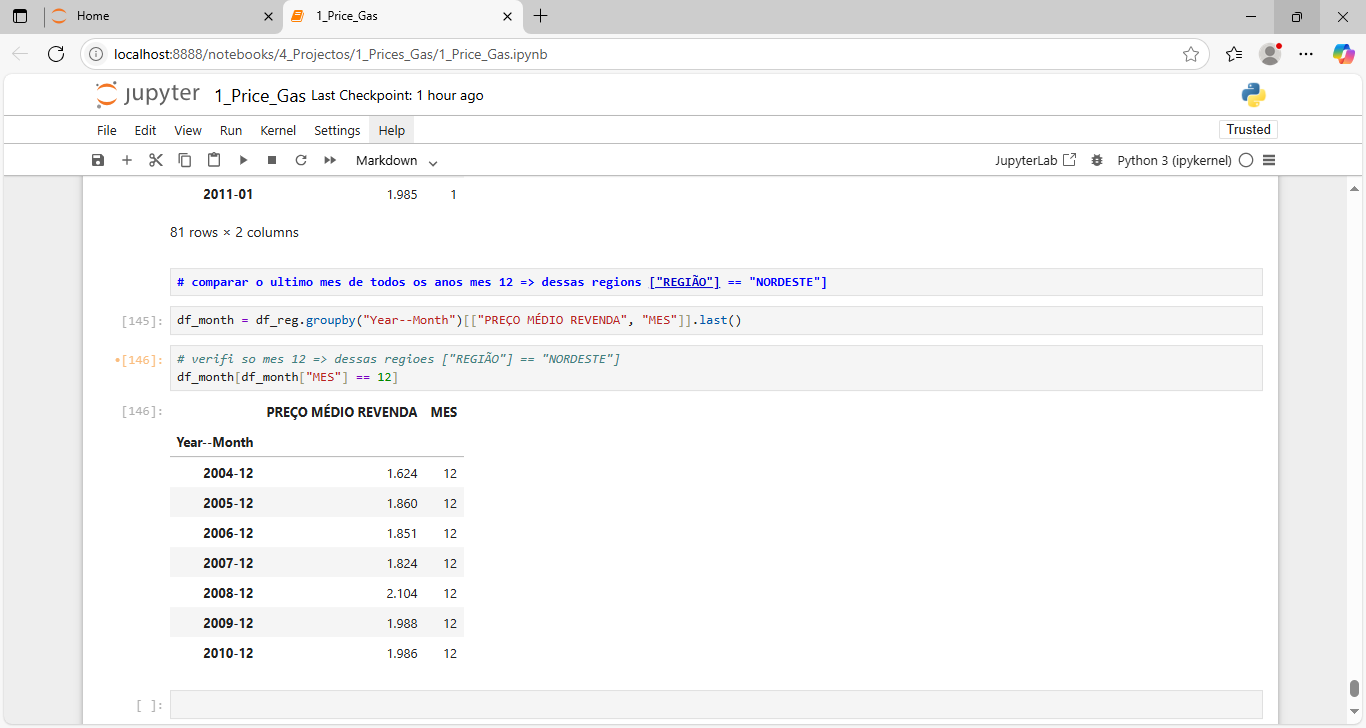 Home
1_Price_Gas
localhost:8888/notebooks/4_Projectos/1_Prices_Gas/1_Price_Gas.ipynb
jupyter 1_Price_Gas Last Checkpoint: 1 hour ago
File Edit View Run Kernel Settings Help Trusted
Markdown JupyterLab Python 3 (ipykernel)
2011-01 1.985 1
81 rows × 2 columns
# comparar o ultimo mes de todos os anos mes 12 => dessas regions ["REGIÃO"] == "NORDESTE"]
[145]: df_month = df_reg.groupby("Year--Month")[["PREÇO MÉDIO REVENDA", "MES"]].last()
[146]: # verifi so mes 12 => dessas regioes ["REGIÃO"] == "NORDESTE"]
df_month[df_month["MES"] == 12]
[146]: PREÇO MÉDIO REVENDA MES
Year--Month
2004-12 1.624 12
2005-12 1.860 12
2006-12 1.851 12
2007-12 1.824 12
2008-12 2.104 12
2009-12 1.988 12
2010-12 1.986 12
[ ]: